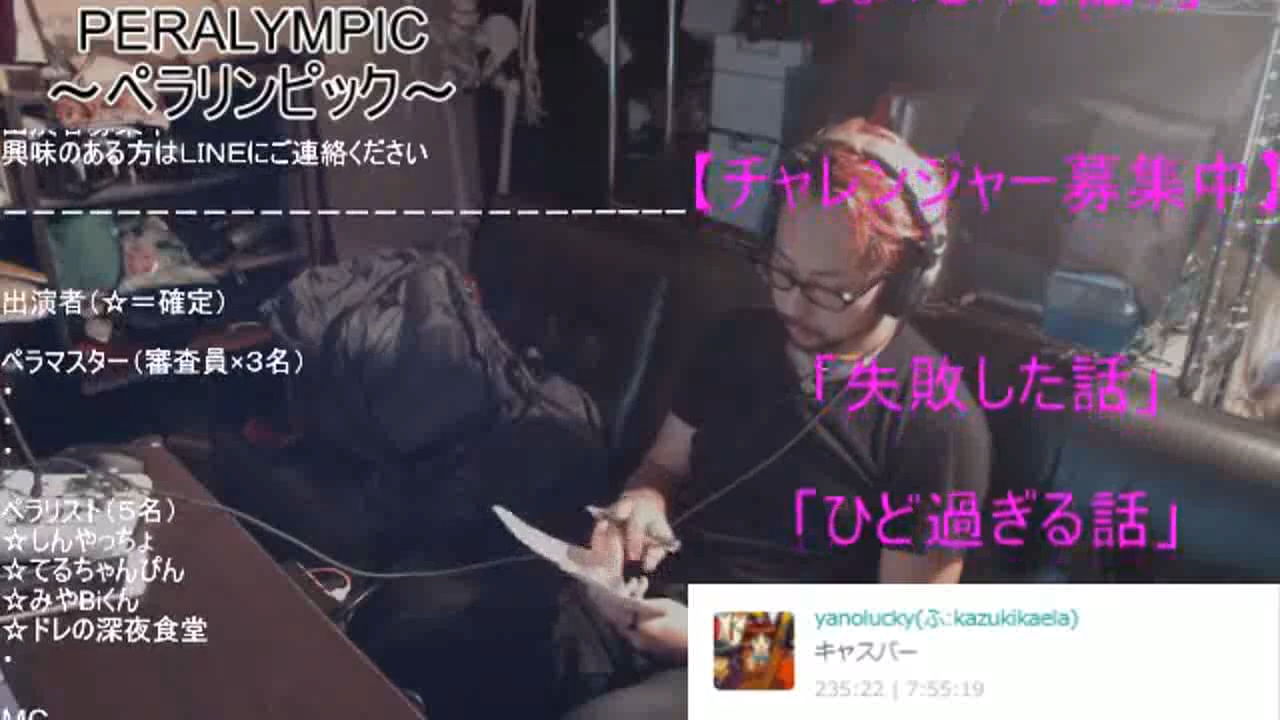 PERALYMPIC
～ペラリンピック～
興味のある方はLINEにご連絡ください
出演者(☆＝確定)
ペラマスター(審査員×3名)
・
・
・
ペラリスト(5名)
☆しんやっちょ
☆てるちゃんぴん
☆みやBiくん
☆ドレの深夜食堂
・
MC
【チャレンジャー募集中】
「失敗した話」
「ひど過ぎる話」
yanolucky(ぷ:kazukikaela)
キャスバー
235:22 | 7:55:19